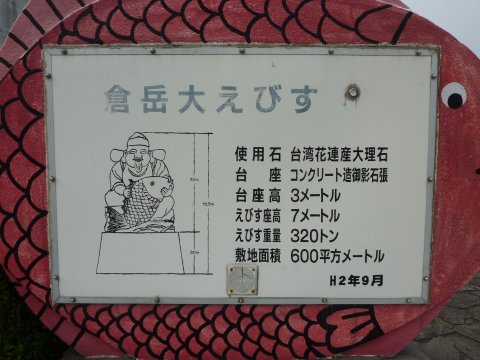 倉岳大えびす
使用石 台湾花連産大理石
台座 コンクリート造御影石張
台座高 3メートル
えびす座高 7メートル
えびす重量 320トン
敷地面積 600平方メートル
H2年9月